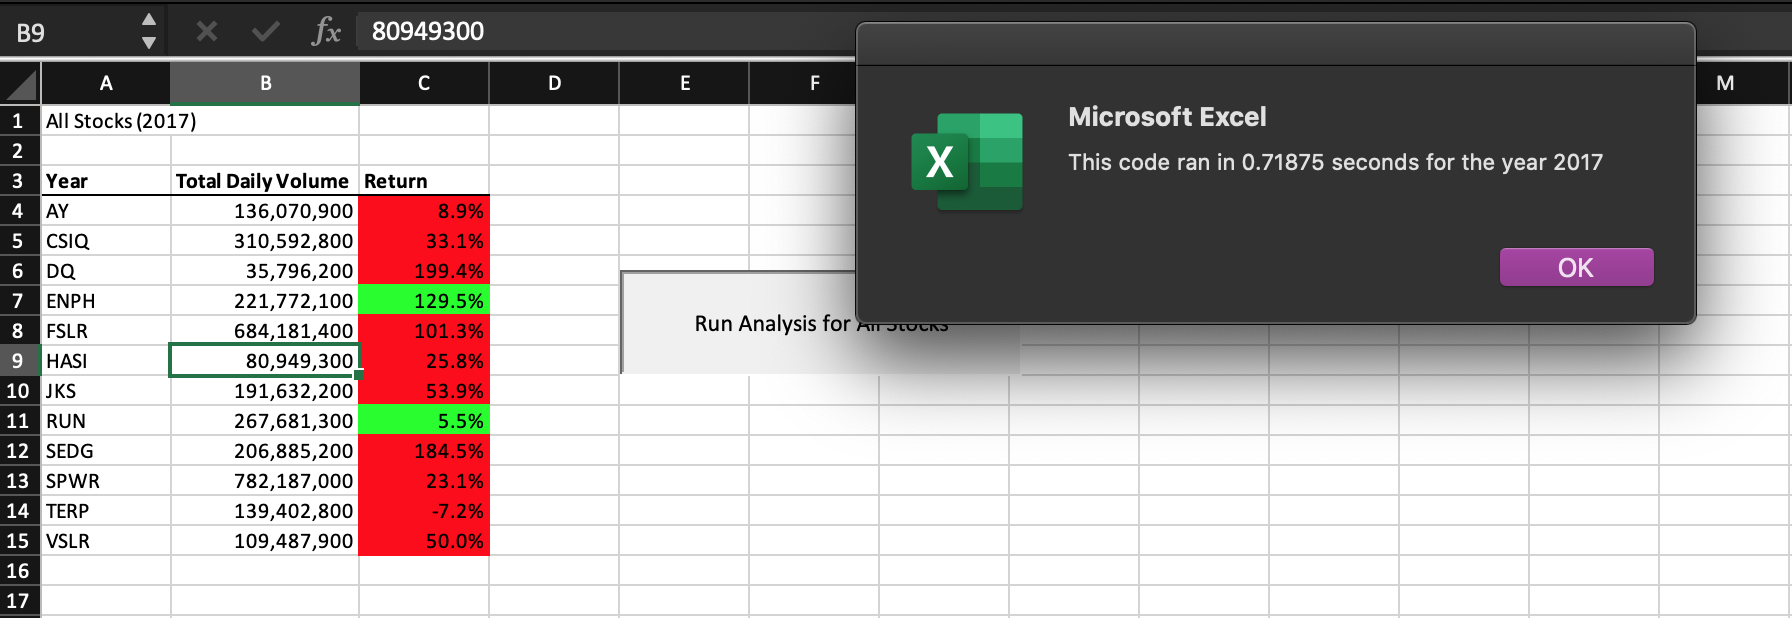 B9 fx 80949300
A B C D E F M
1 All Stocks (2017)
2
3 Year Total Daily Volume Return
4 AY 136,070,900 8.9%
5 CSIQ 310,592,800 33.1%
6 DQ 35,796,200 199.4%
7 ENPH 221,772,100 129.5%
8 FSLR 684,181,400 101.3%
9 HASI 80,949,300 25.8%
10 JKS 191,632,200 53.9%
11 RUN 267,681,300 5.5%
12 SEDG 206,885,200 184.5%
13 SPWR 782,187,000 23.1%
14 TERP 139,402,800 -7.2%
15 VSLR 109,487,900 50.0%
16
17
Run Analysis for All Stocks
X
Microsoft Excel
This code ran in 0.71875 seconds for the year 2017
OK